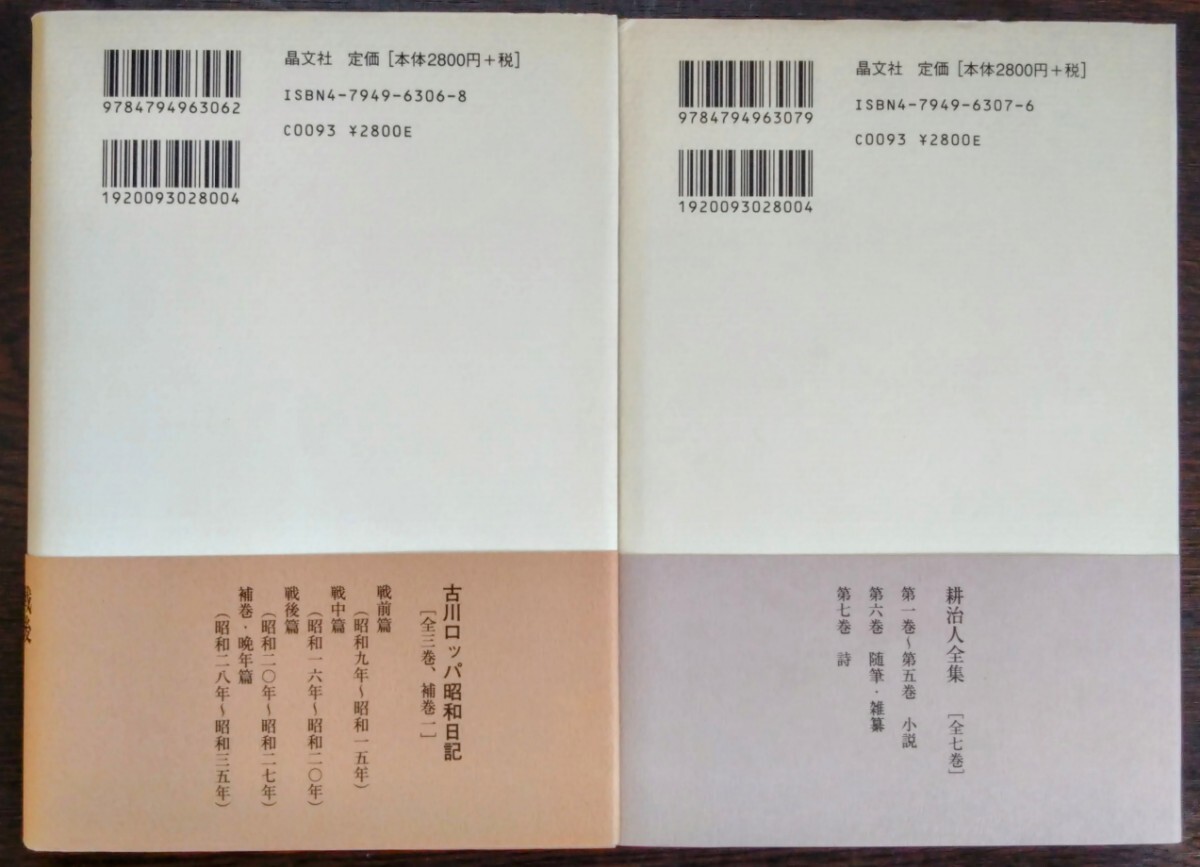 9784794963062
1920093028004
晶文社 定価[本体2800円+税]
ISBN4-7949-6306-8
C0093 ¥2800E
古川ロッパ昭和日記
[全三巻、補巻一]
戦前篇
(昭和九年〜昭和一五年)
戦中篇
(昭和一六年〜昭和二〇年)
戦後篇
(昭和二〇年〜昭和二七年)
補巻・晩年篇
(昭和二八年〜昭和三五年)
9784794963079
1920093028004
晶文社 定価[本体2800円+税]
ISBN4-7949-6307-6
C0093 ¥2800E
耕治人全集 [全七巻]
第一巻〜第五巻 小説
第六巻 随筆・雑纂
第七巻 詩